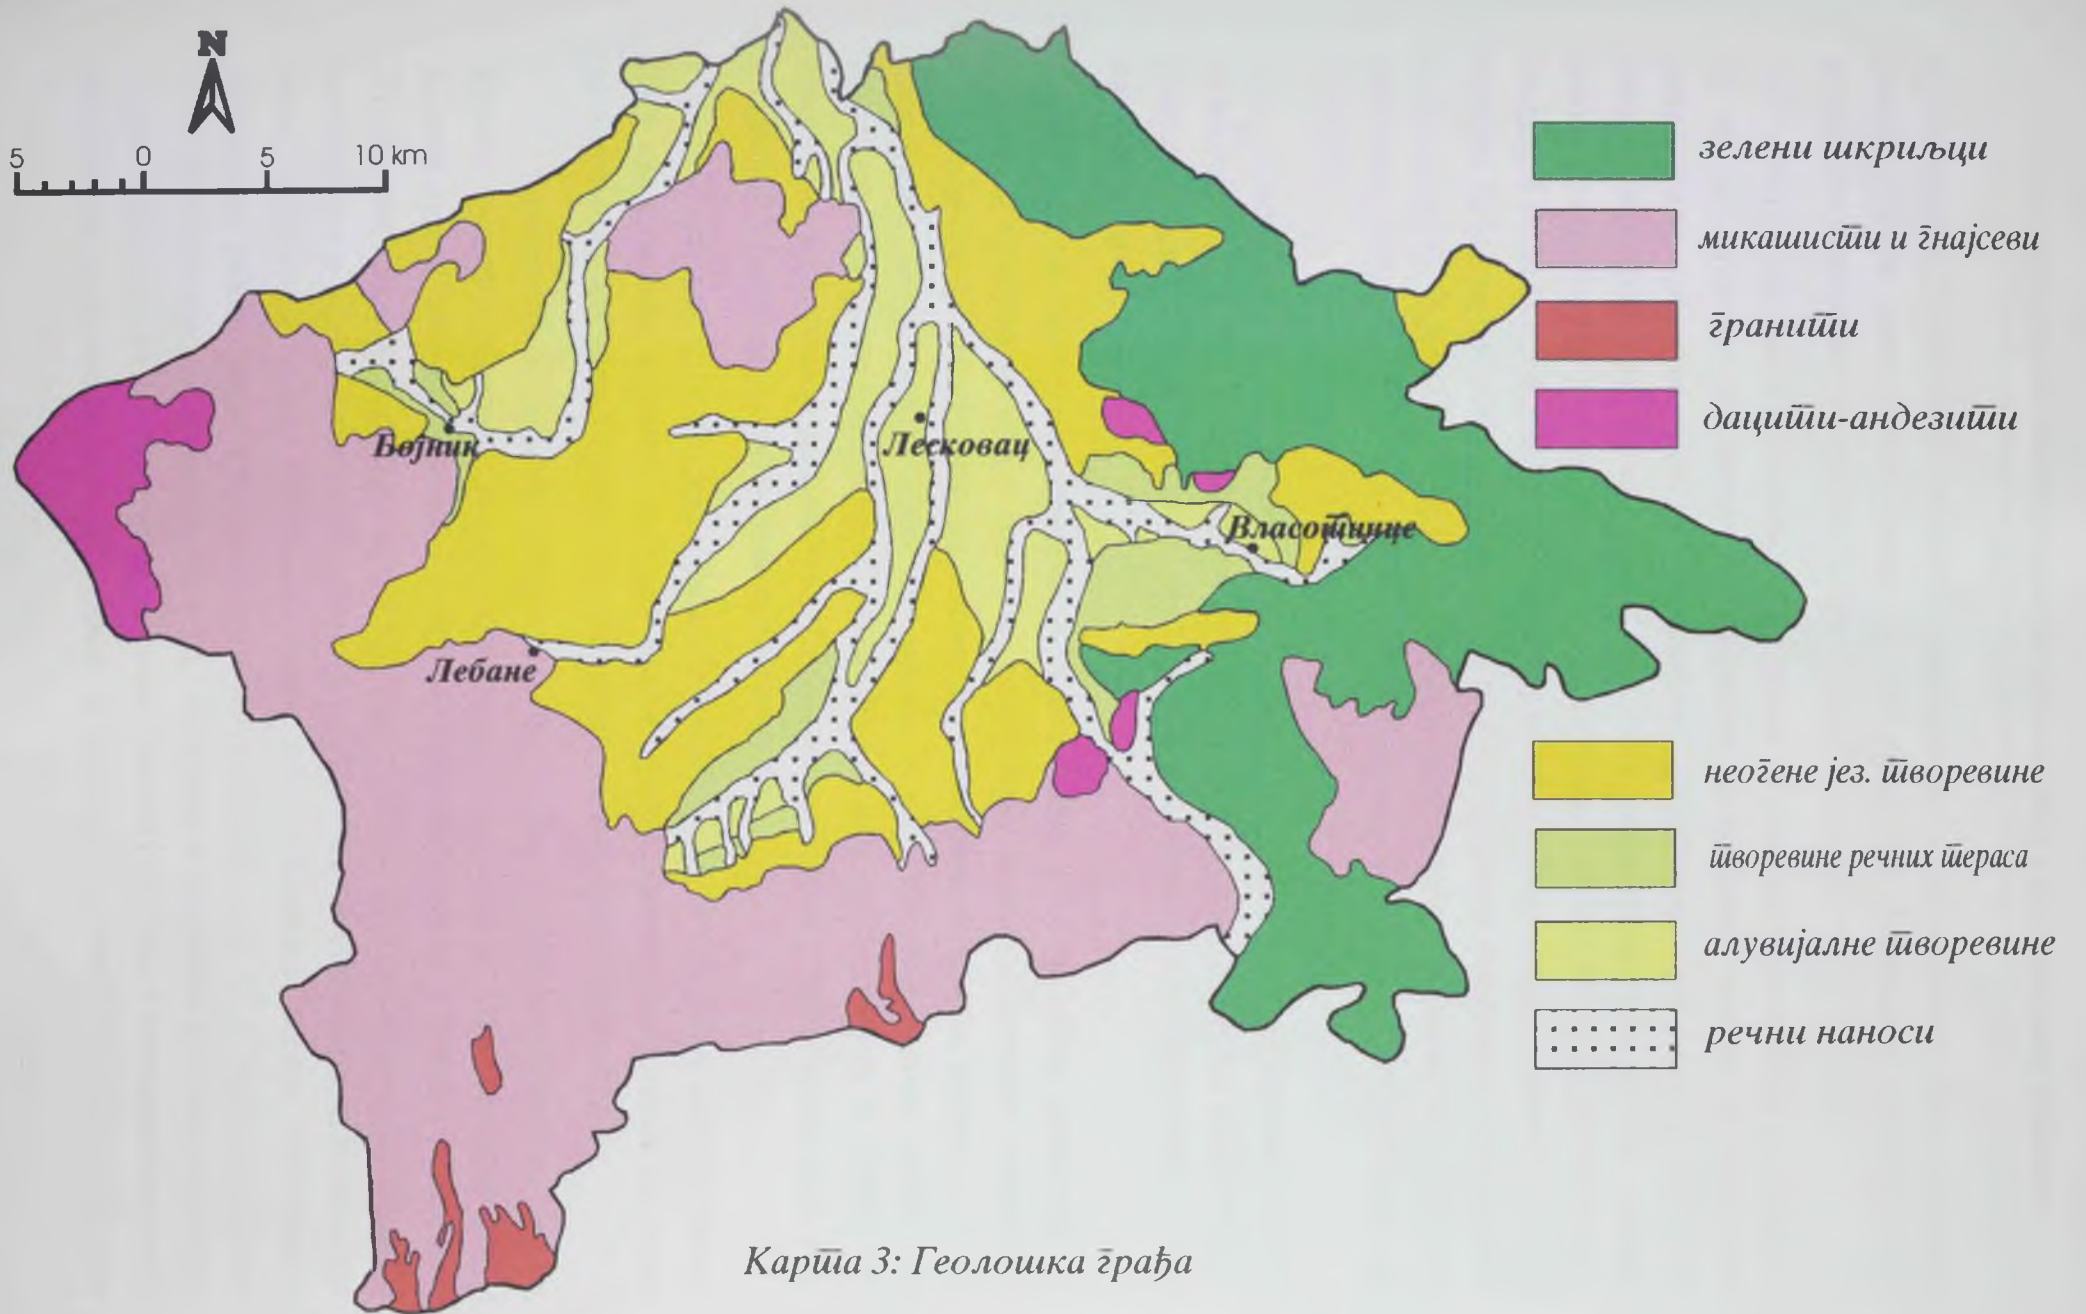 N
5 0 5 10 km
зелени шкриљци
микашисти и гнајсеви
гранити
дацити-андезити
Бојник
Лесковац
Власотинце
Лебане
неогене јез. творевине
творевине речних тераса
алувијалне творевине
речни наноси
Карта 3: Геолошка грађа